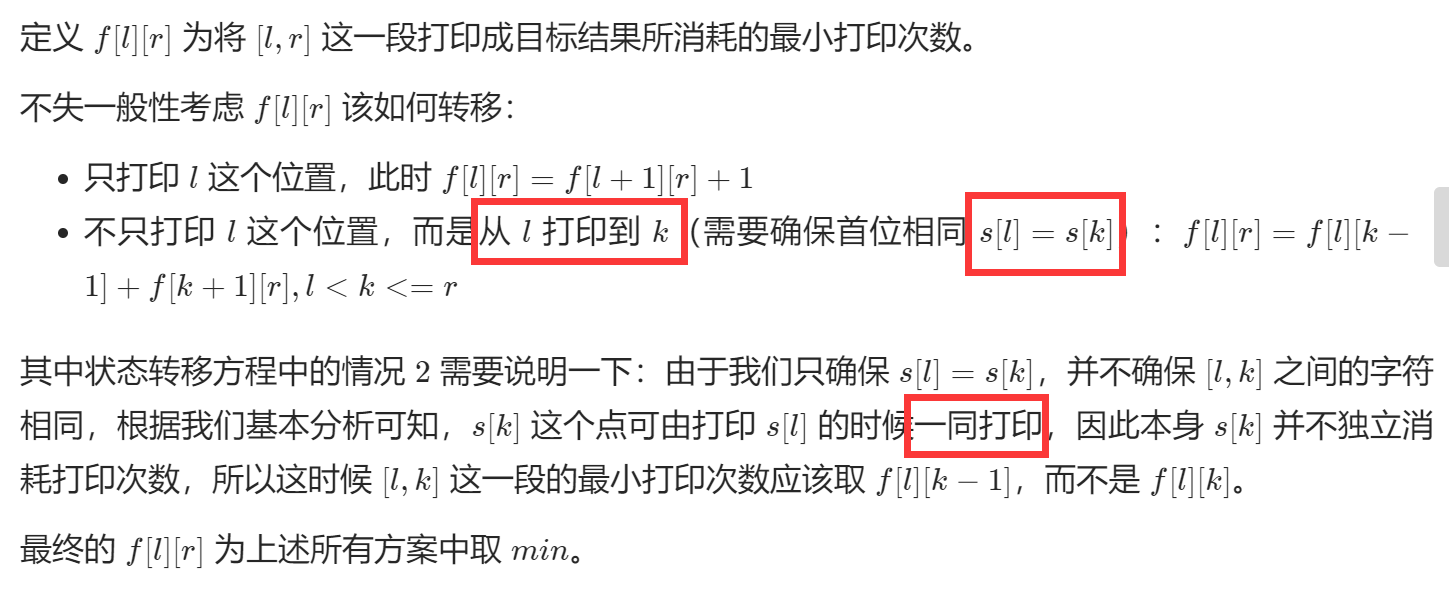 定义 f[l][r] 为将 [l, r] 这一段打印成目标结果所消耗的最小打印次数。
不失一般性考虑 f[l][r] 该如何转移：
• 只打印 l 这个位置，此时 f[l][r] = f[l + 1][r] + 1
• 不只打印 l 这个位置，而是从 l 打印到 k （需要确保首位相同 s[l] = s[k]）：f[l][r] = f[l][k −
1] + f[k + 1][r], l < k <= r
其中状态转移方程中的情况 2 需要说明一下：由于我们只确保 s[l] = s[k]，并不确保 [l, k] 之间的字符
相同，根据我们基本分析可知，s[k] 这个点可由打印 s[l] 的时候一同打印，因此本身 s[k] 并不独立消
耗打印次数，所以这时候 [l, k] 这一段的最小打印次数应该取 f[l][k − 1]，而不是 f[l][k]。
最终的 f[l][r] 为上述所有方案中取 min。